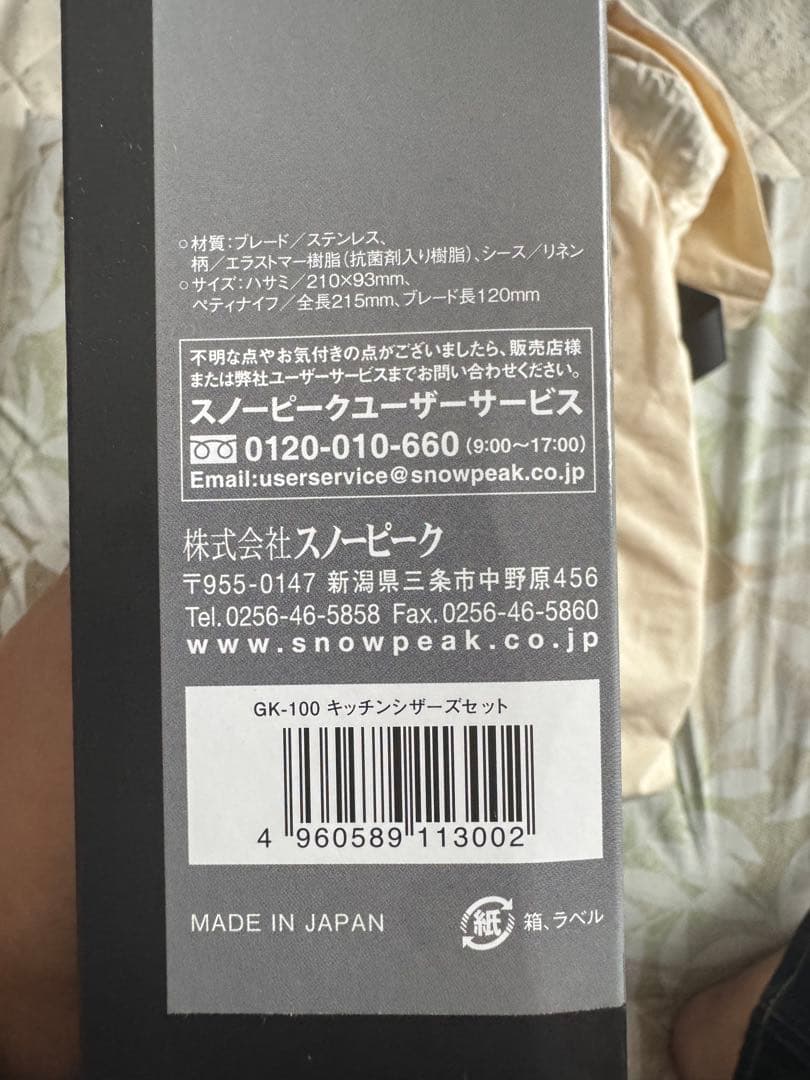 ○材質:ブレード／ステンレス、
柄／エラストマー樹脂(抗菌剤入り樹脂)、シース／リネン
○サイズ:ハサミ／210×93mm、
ペティナイフ／全長215mm、ブレード長120mm
不明な点やお気付きの点がございましたら、販売店様
または弊社ユーザーサービスまでお問い合わせください。
スノーピークユーザーサービス
0120-010-660(9:00〜17:00)
Email:userservice@snowpeak.co.jp
株式会社スノーピーク
〒955-0147 新潟県三条市中野原456
Tel.0256-46-5858 Fax.0256-46-5860
www.snowpeak.co.jp
GK-100 キッチンシザーズセット
4 960589 113002
MADE IN JAPAN
紙 箱、ラベル